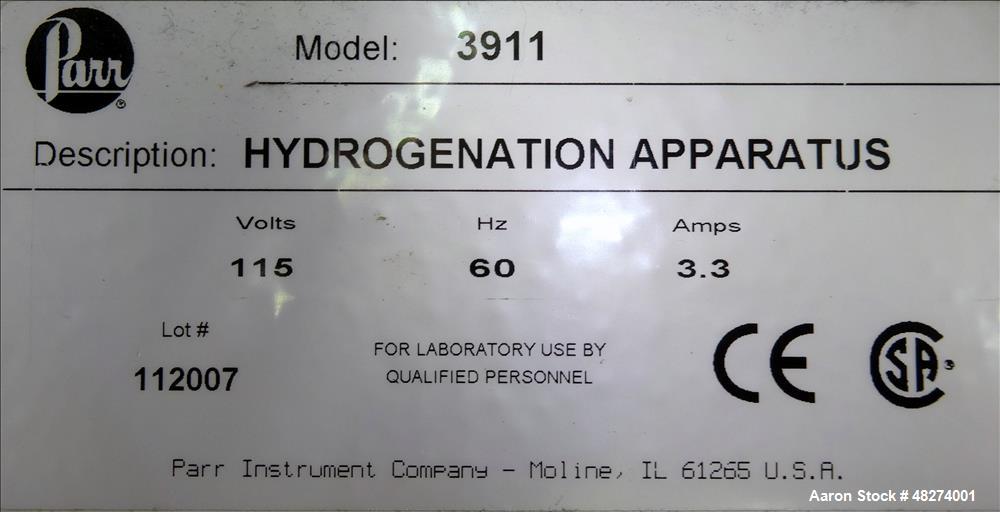 Parr®
Model: 3911
Description: HYDROGENATION APPARATUS
Volts Hz Amps
115 60 3.3
Lot #
112007
FOR LABORATORY USE BY
QUALIFIED PERSONNEL
CE
CSA®
Parr Instrument Company - Moline, IL 61265 U.S.A.
Aaron Stock # 48274001